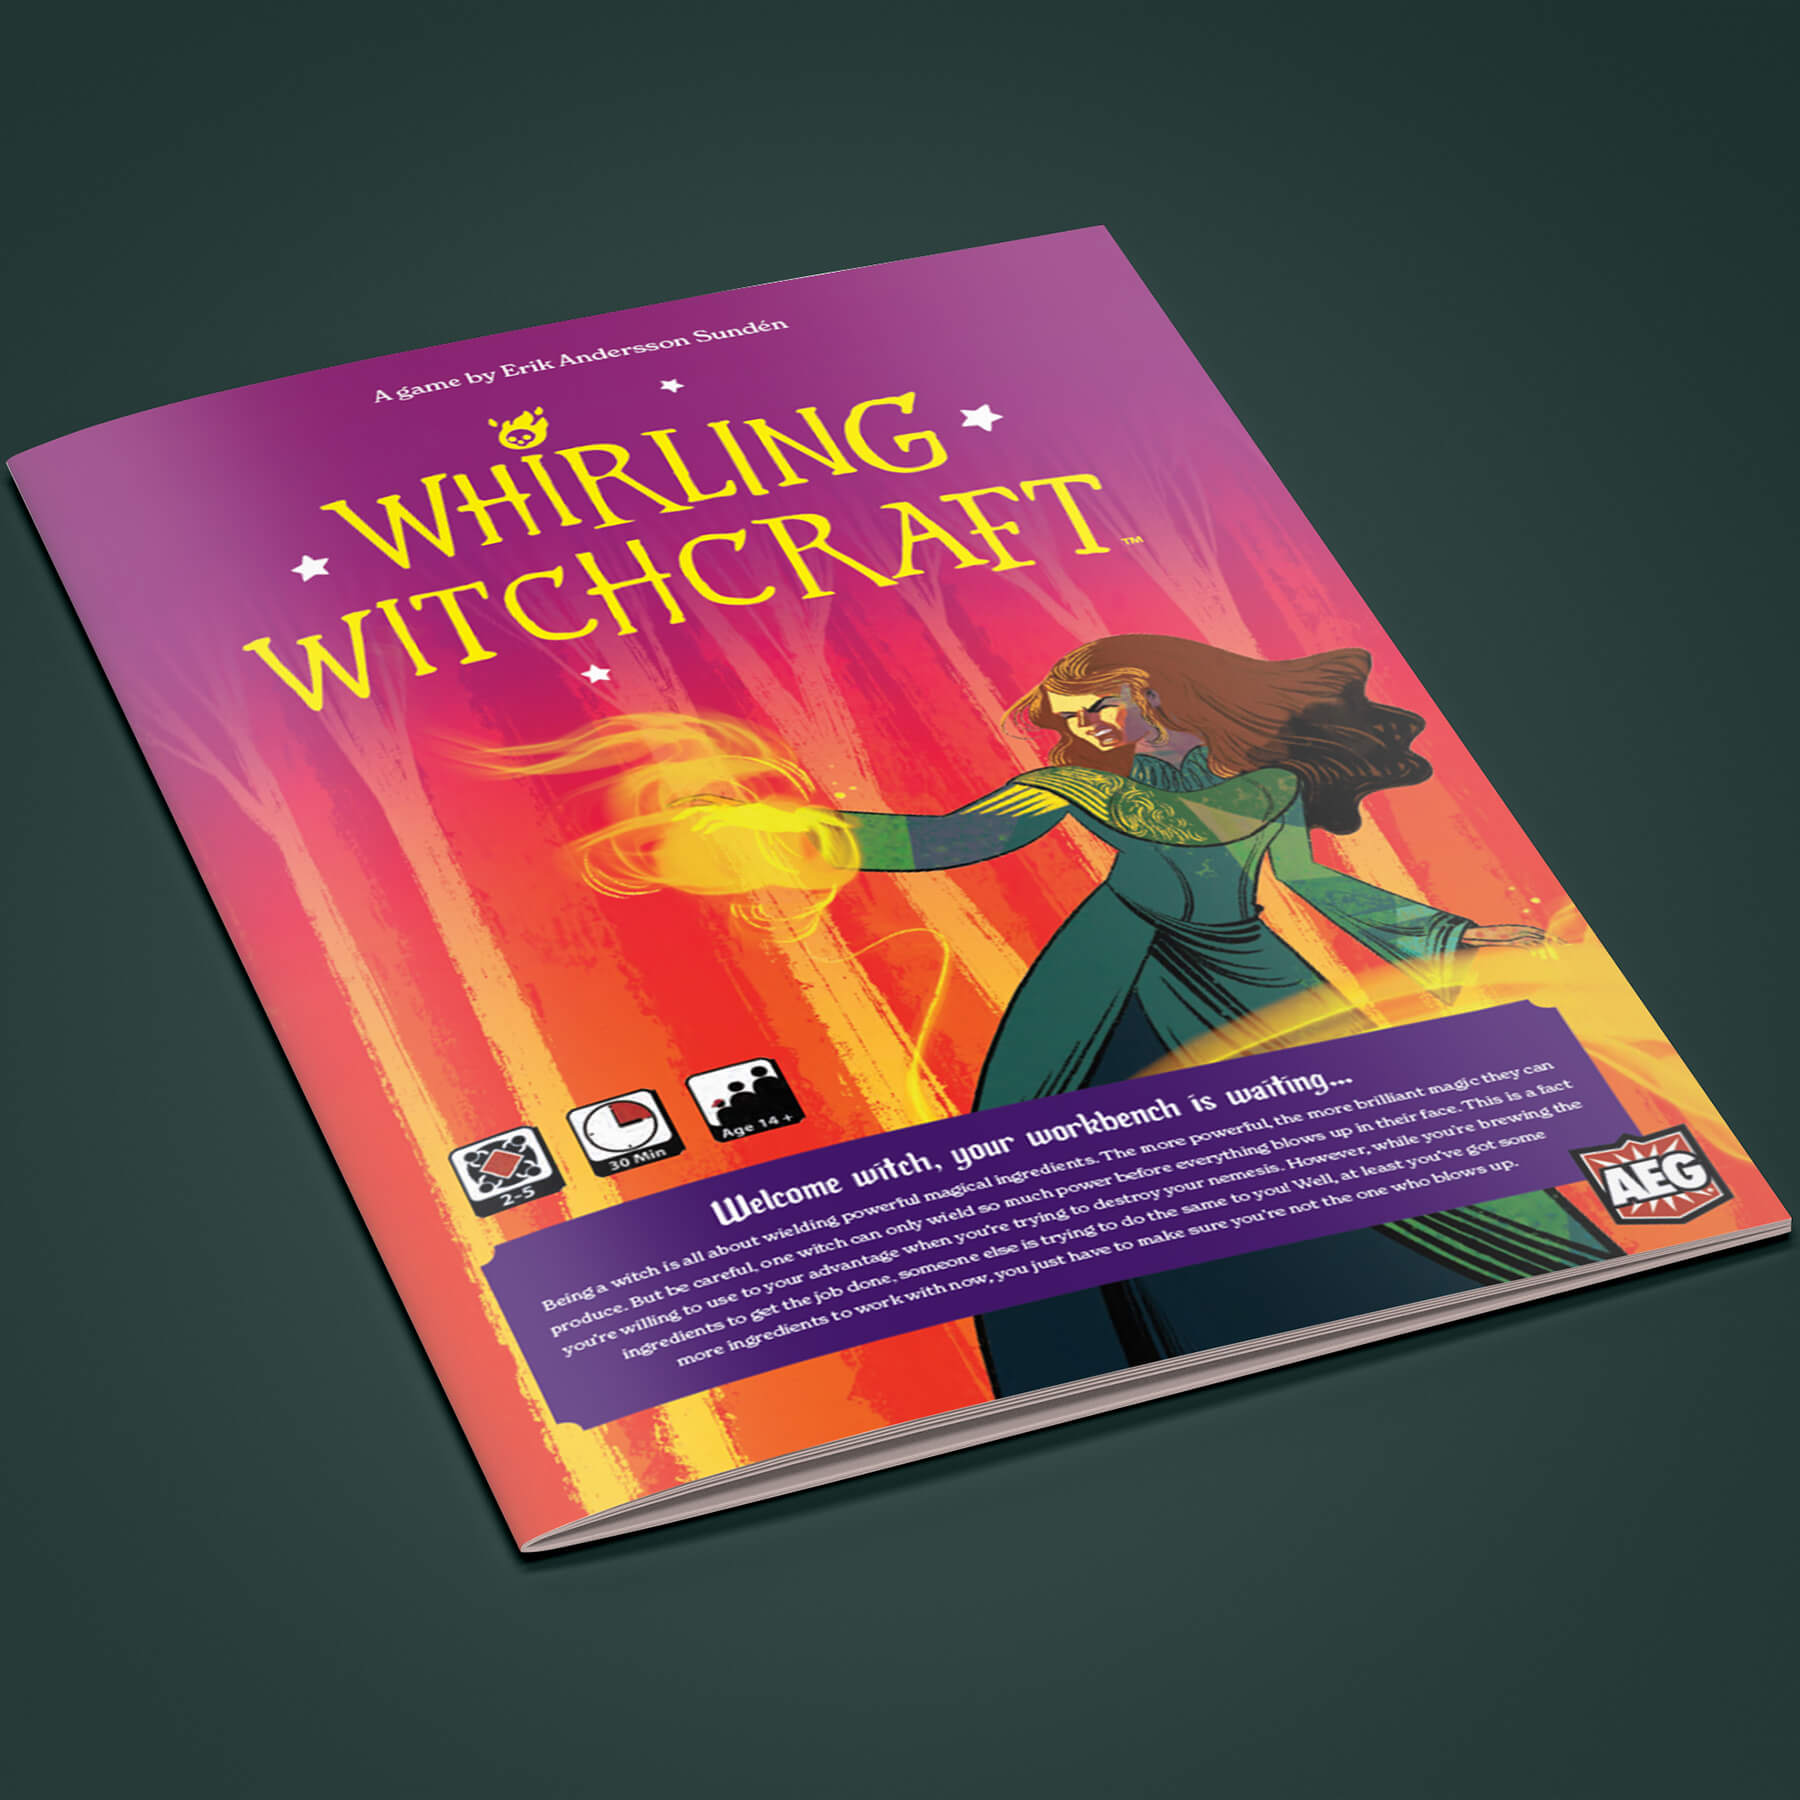 A game by Erik Andersson Sundén
WHIRLING
WITCHCRAFT™
2-5
30 Min
Age 14+
Welcome witch, your workbench is waiting...
Being a witch is all about wielding powerful magical ingredients. The more powerful, the more brilliant magic they can
produce. But be careful, one witch can only wield so much power before everything blows up in their face. This is a fact
you're willing to use to your advantage when you're trying to destroy your nemesis. However, while you're brewing the
ingredients to get the job done, someone else is trying to do the same to you! Well, at least you've got some
more ingredients to work with now, you just have to make sure you're not the one who blows up.
AEG®